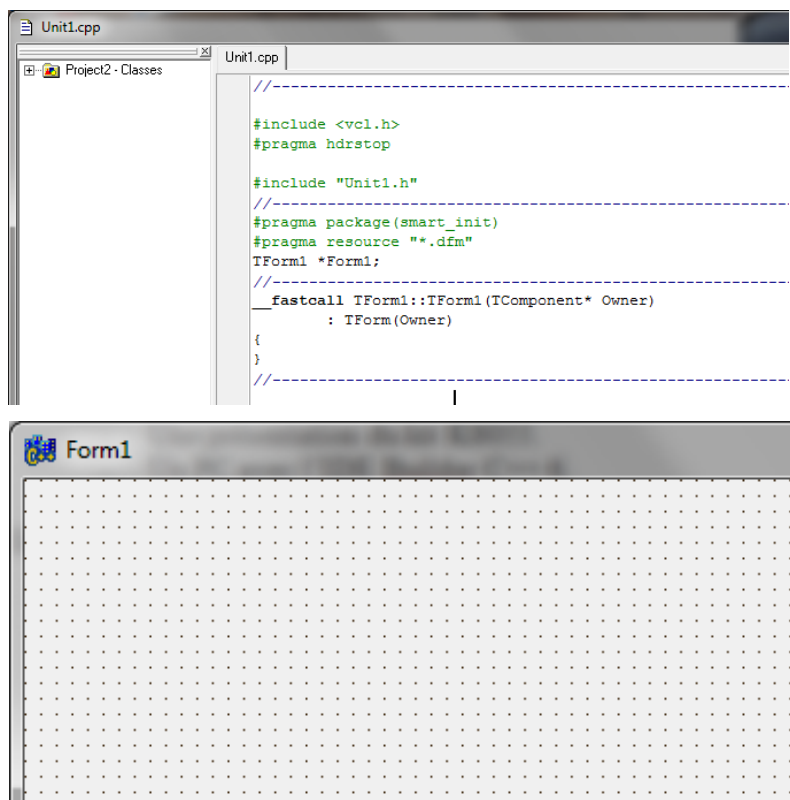 Unit1.cpp
Project2 - Classes
Unit1.cpp
//----------------------------------------------------------
#include <vcl.h>
#pragma hdrstop
#include "Unit1.h"
//----------------------------------------------------------
#pragma package(smart_init)
#pragma resource "*.dfm"
TForm1 *Form1;
//----------------------------------------------------------
__fastcall TForm1::TForm1(TComponent* Owner)
: TForm(Owner)
{
}
//----------------------------------------------------------
Form1